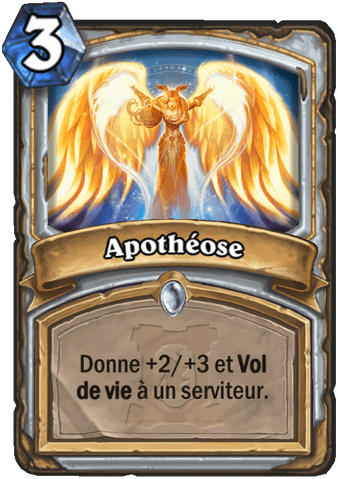 3
Apothéose
Donne +2/+3 et Vol
de vie à un serviteur.